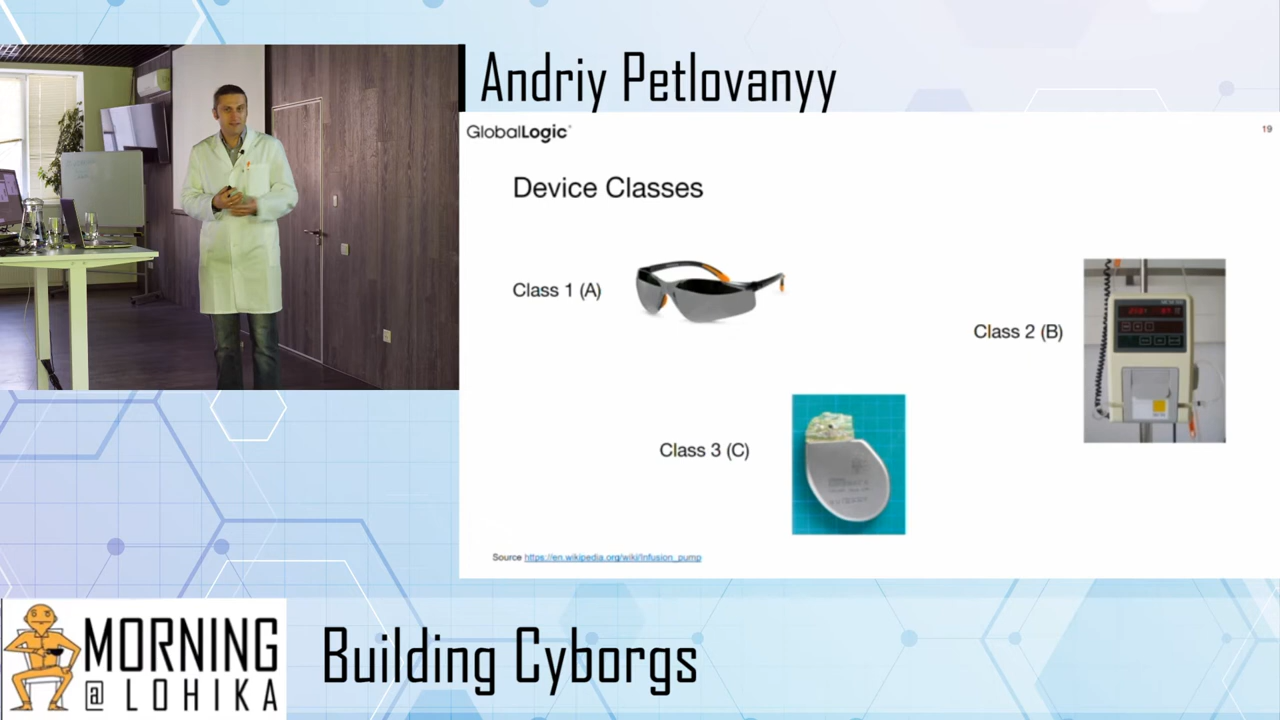 Andriy Petlovanyy
GlobalLogic
19
Device Classes
Class 1 (A)
Class 2 (B)
Class 3 (C)
Source https://en.wikipedia.org/wiki/Infusion_pump
MORNING
@ LOHIKA
Building Cyborgs